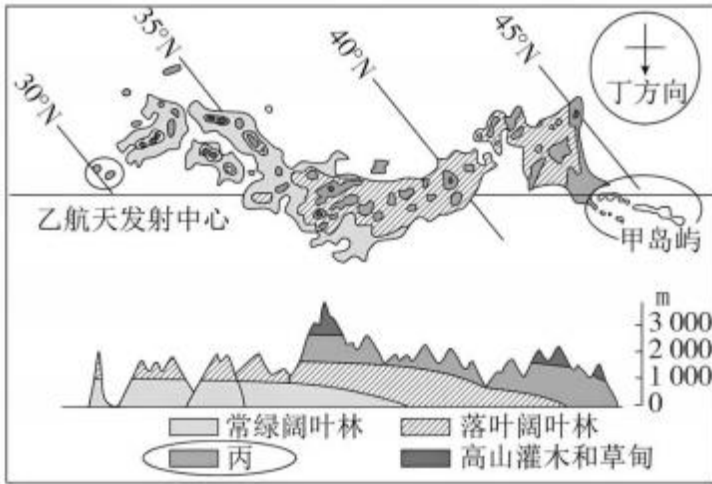 30°N
35°N
40°N
45°N
丁方向
乙航天发射中心
甲岛屿
m
3 000
2 000
1 000
0
常绿阔叶林
落叶阔叶林
丙
高山灌木和草甸